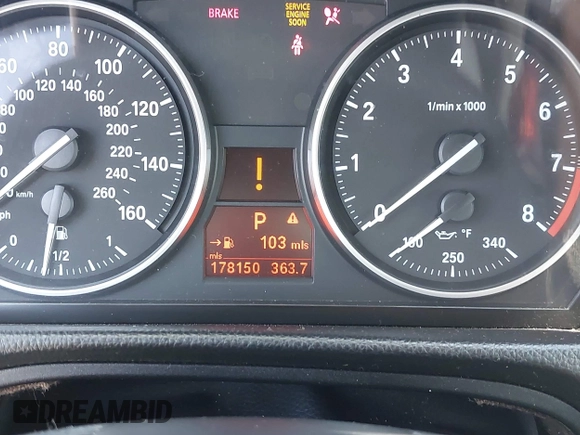 BRAKE
SERVICE
ENGINE
SOON
60 80 100 120 140 160
100 120 140 160 180 200 220 240 260
km/h
mph
0 1/2 1
!
P
103 mls
mls
178150 363.7
0 1 2 3 4 5 6 7 8
1/min x 1000
°F
160 250 340
DREAMBID